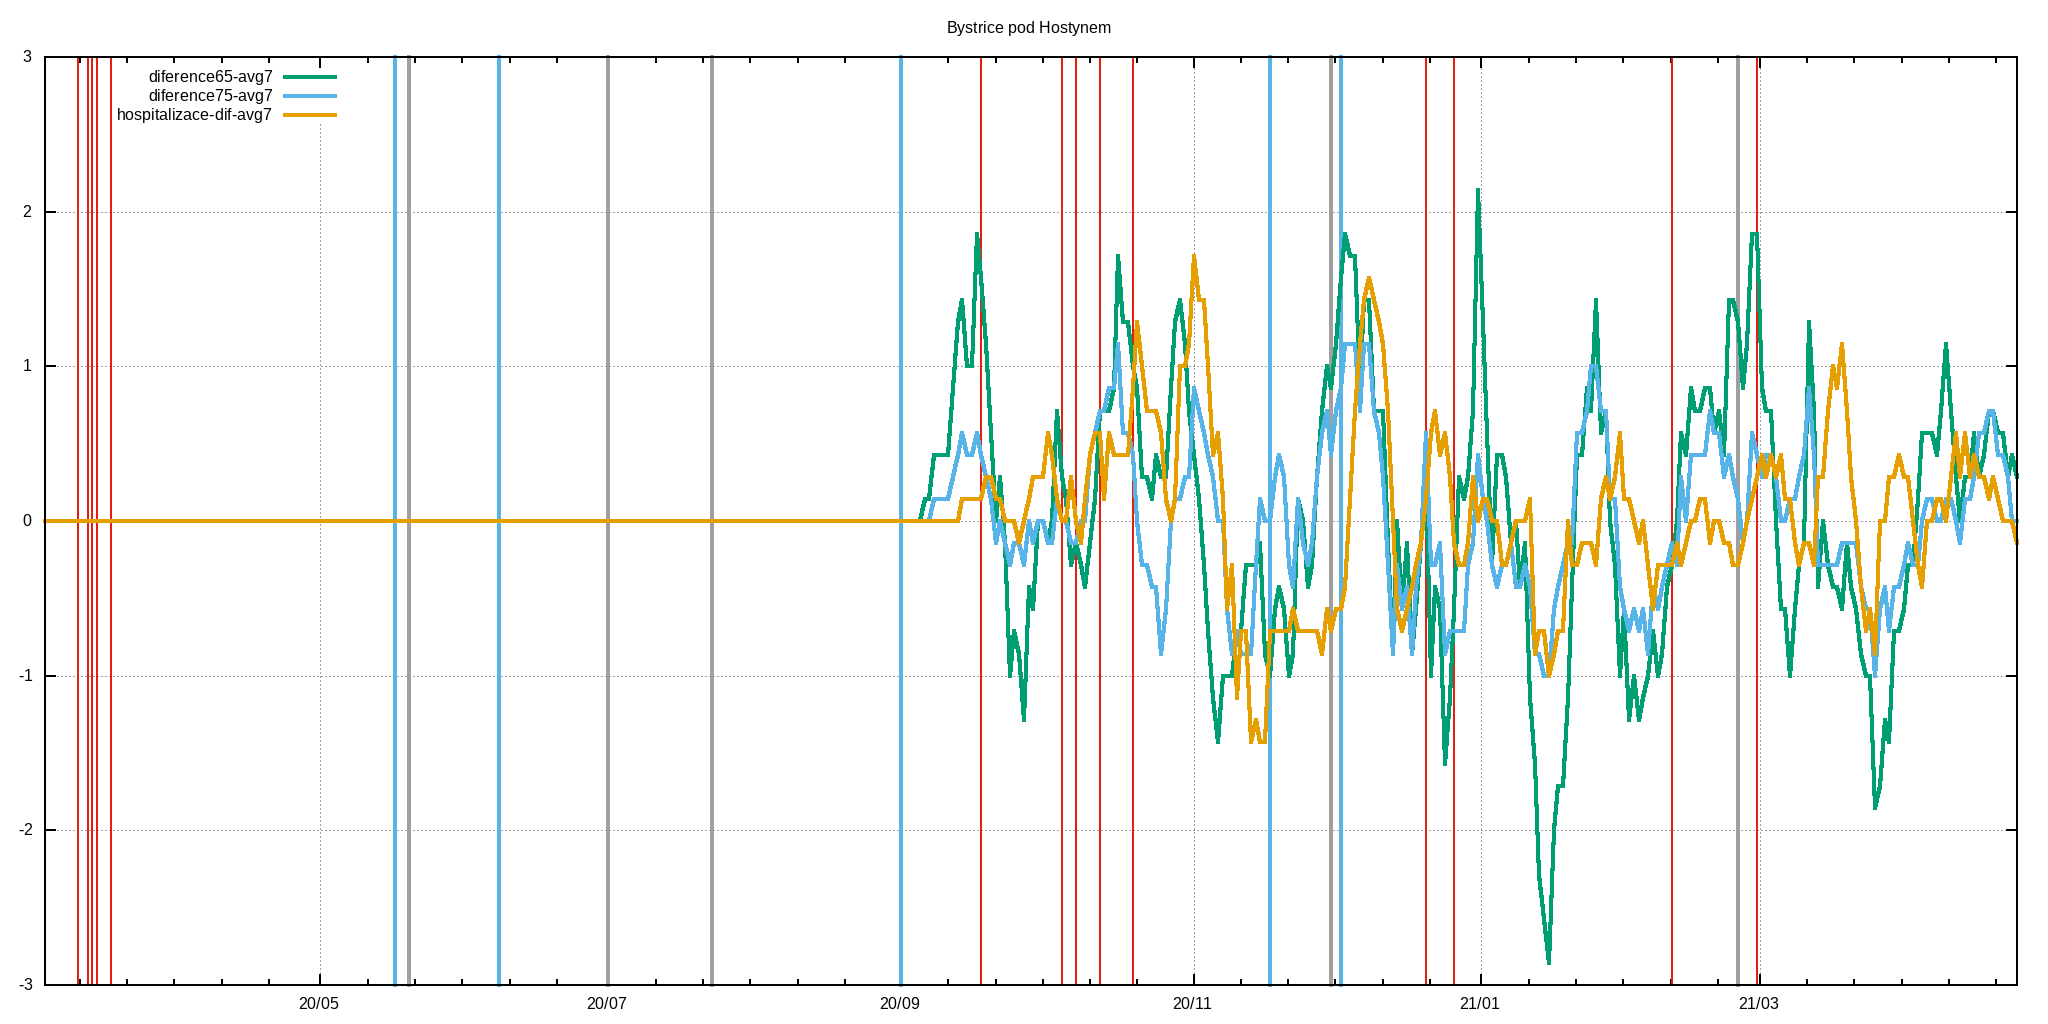 Bystrice pod Hostynem
diference65-avg7
diference75-avg7
hospitalizace-dif-avg7
3
2
1
0
-1
-2
-3
20/05 20/07 20/09 20/11 21/01 21/03